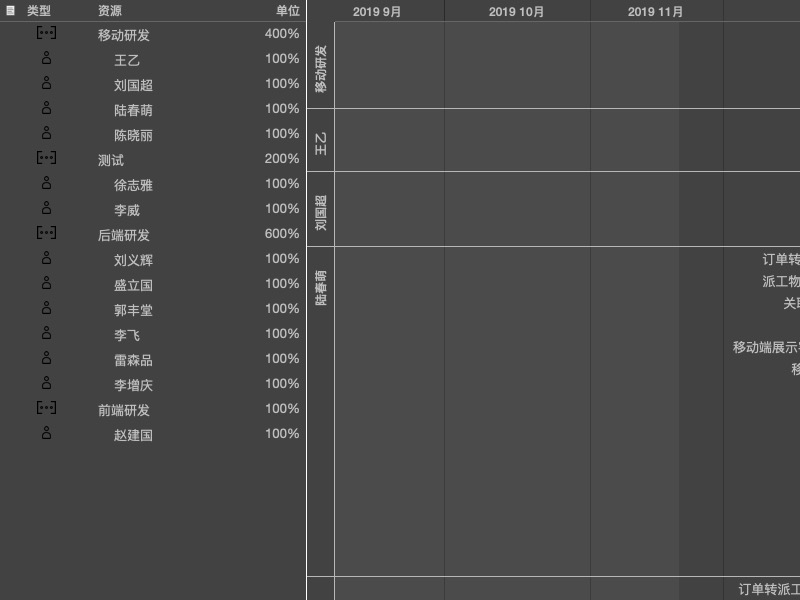 类型 资源 单位
移动研发 400%
王乙 100%
刘国超 100%
陆春萌 100%
陈晓丽 100%
测试 200%
徐志雅 100%
李威 100%
后端研发 600%
刘义辉 100%
盛立国 100%
郭丰堂 100%
李飞 100%
雷森品 100%
李增庆 100%
前端研发 100%
赵建国 100%
2019 9月 2019 10月 2019 11月
移动研发
王乙
刘国超
陆春萌
订单转
派工物
关联
移动端展示
移
订单转派工